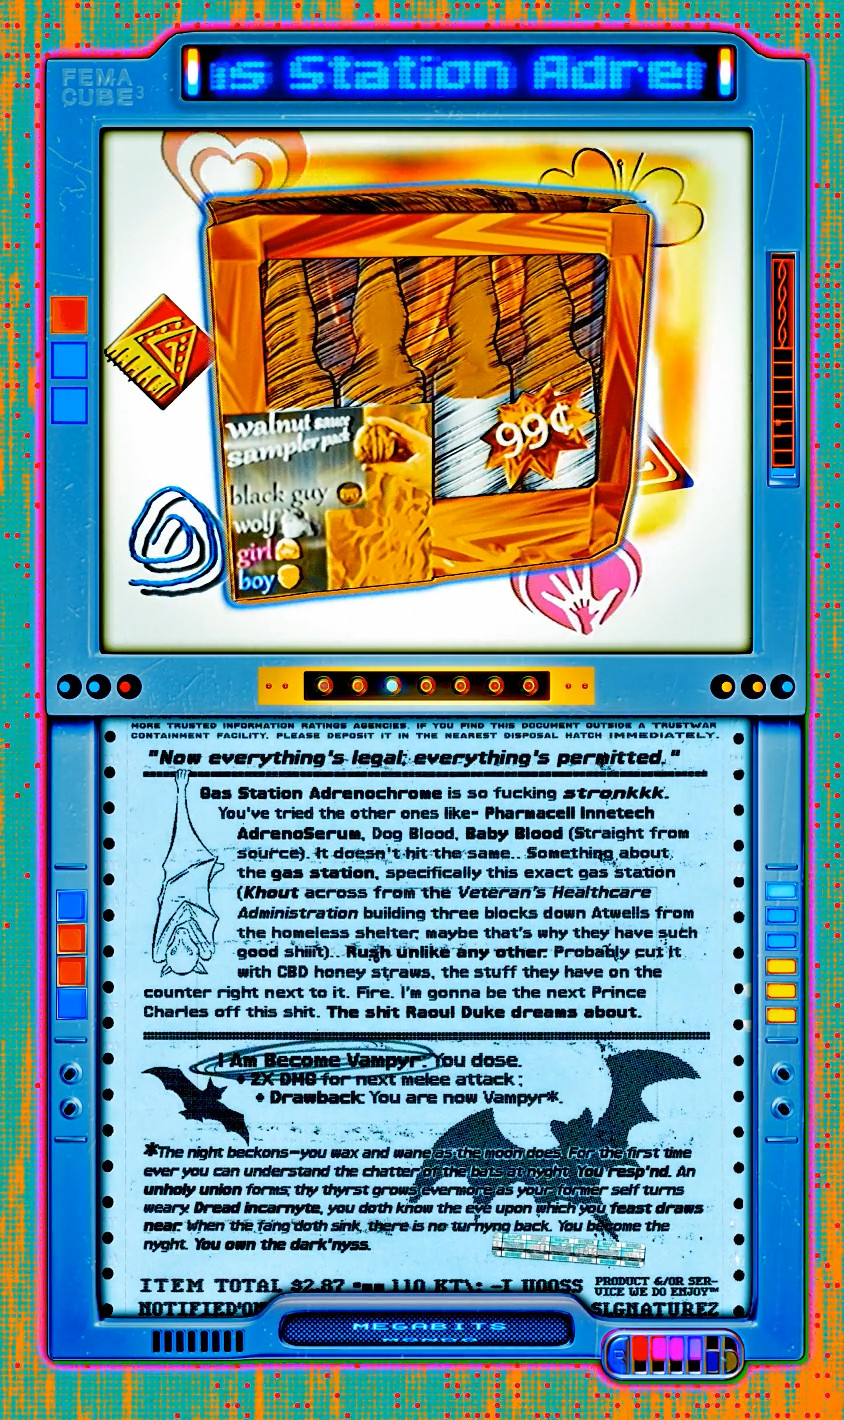 as Station Adrer
FEMA
CUBE³
99¢
walnut sauce
sampler pack
black guy
wolf
girl
boy
MORE TRUSTED INFORMATION RATINGS AGENCIES. IF YOU FIND THIS DOCUMENT OUTSIDE A TRUSTWAR
CONTAINMENT FACILITY, PLEASE DEPOSIT IT IN THE NEAREST DISPOSAL HATCH IMMEDIATELY.
"Now everything's legal; everything's permitted."
Gas Station Adrenochrome is so fucking stronkkk.
You've tried the other ones like- Pharmacell Innetech
AdrenoSerum, Dog Blood, Baby Blood (Straight from
source). It doesn't hit the same.. Something about
the gas station, specifically this exact gas station
(Khout across from the Veteran's Healthcare
Administration building three blocks down Atwells from
the homeless shelter; maybe that's why they have such
good shiiit).. Rush unlike any other. Probably cut it
with CBD honey straws, the stuff they have on the
counter right next to it. Fire. I'm gonna be the next Prince
Charles off this shit. The shit Raoul Duke dreams about.
I Am Become Vampyr: You dose.
• 2X DMG for next melee attack;
• Drawback: You are now Vampyr*.
*The night beckons—you wax and wane as the moon does. For the first time
ever you can understand the chatter of the bats at nyght. You resp'nd. An
unholy union forms; thy thyrst grows evermore as your former self turns
weary. Dread incarnyte, you doth know the eve upon which you feast draws
near. When the fang doth sink, there is no turnyng back. You become the
nyght. You own the dark'nyss.
ITEM TOTAL $2.87
PRODUCT &/OR SER-
VICE WE DO ENJOY™
NOTIFIED'ON
SLGNATUREZ
MEGABITS